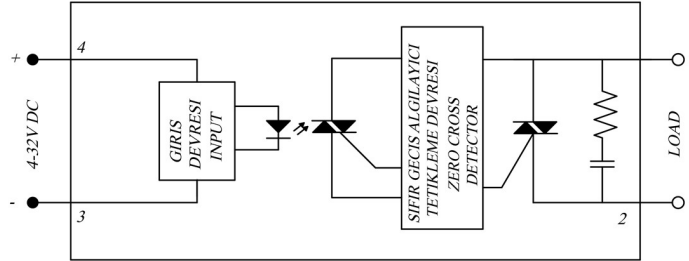 +
4
4-32V DC
-
3
GIRIS
DEVRESI
INPUT
SIFIR GECIS ALGILAYICI
TETIKLEME DEVRESI
ZERO CROSS
DETECTOR
2
LOAD